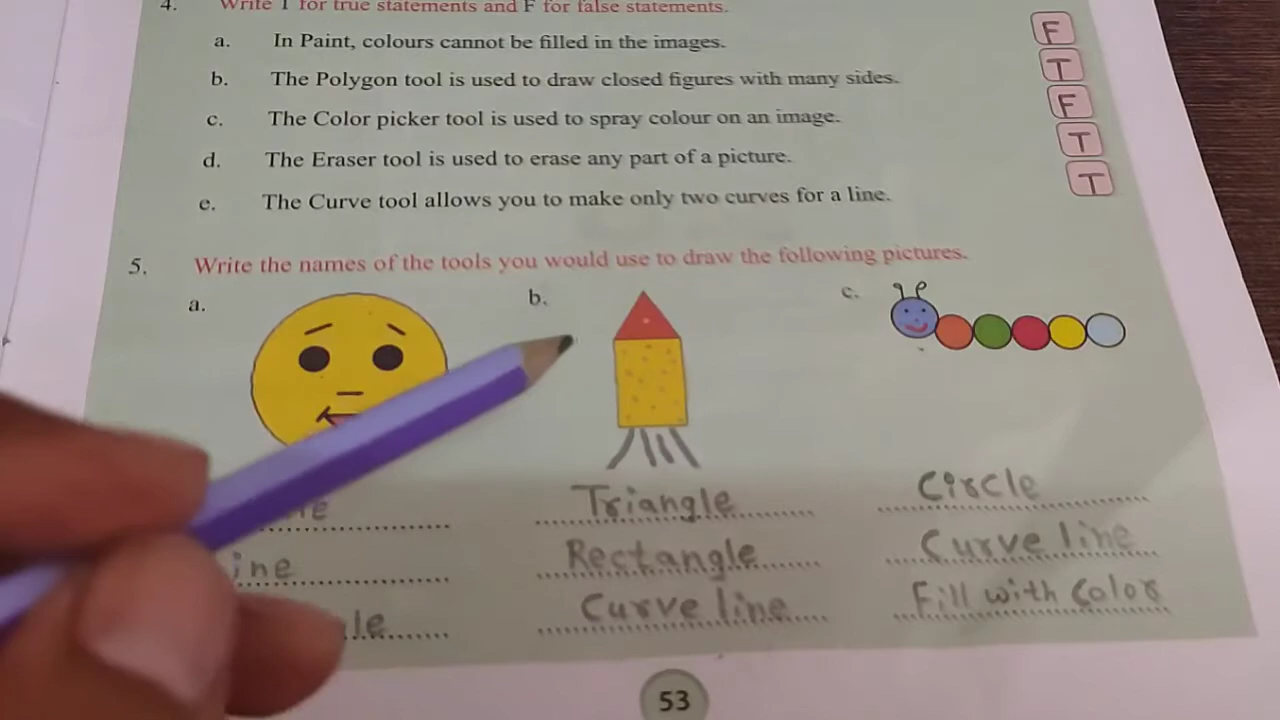 4. Write T for true statements and F for false statements.
a. In Paint, colours cannot be filled in the images. F
b. The Polygon tool is used to draw closed figures with many sides. T
c. The Color picker tool is used to spray colour on an image. F
d. The Eraser tool is used to erase any part of a picture. T
e. The Curve tool allows you to make only two curves for a line. T
5. Write the names of the tools you would use to draw the following pictures.
a. b. c.
Triangle Circle
ine Rectangle Curve line
le Curve line Fill with Color
53